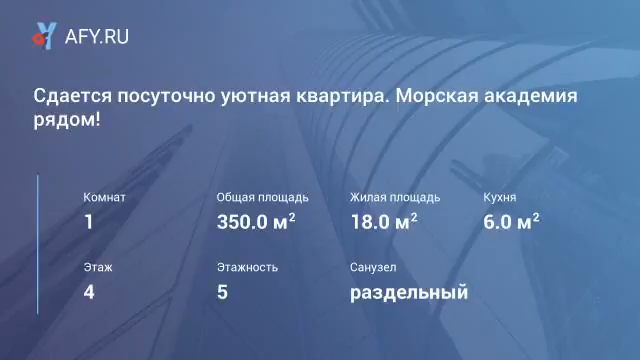 AFY.RU
Сдается посуточно уютная квартира. Морская академия
рядом!
Комнат
1
Общая площадь
350.0 м²
Жилая площадь
18.0 м²
Кухня
6.0 м²
Этаж
4
Этажность
5
Санузел
раздельный